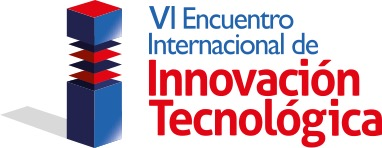 VI Encuentro
Internacional de
Innovación
Tecnológica